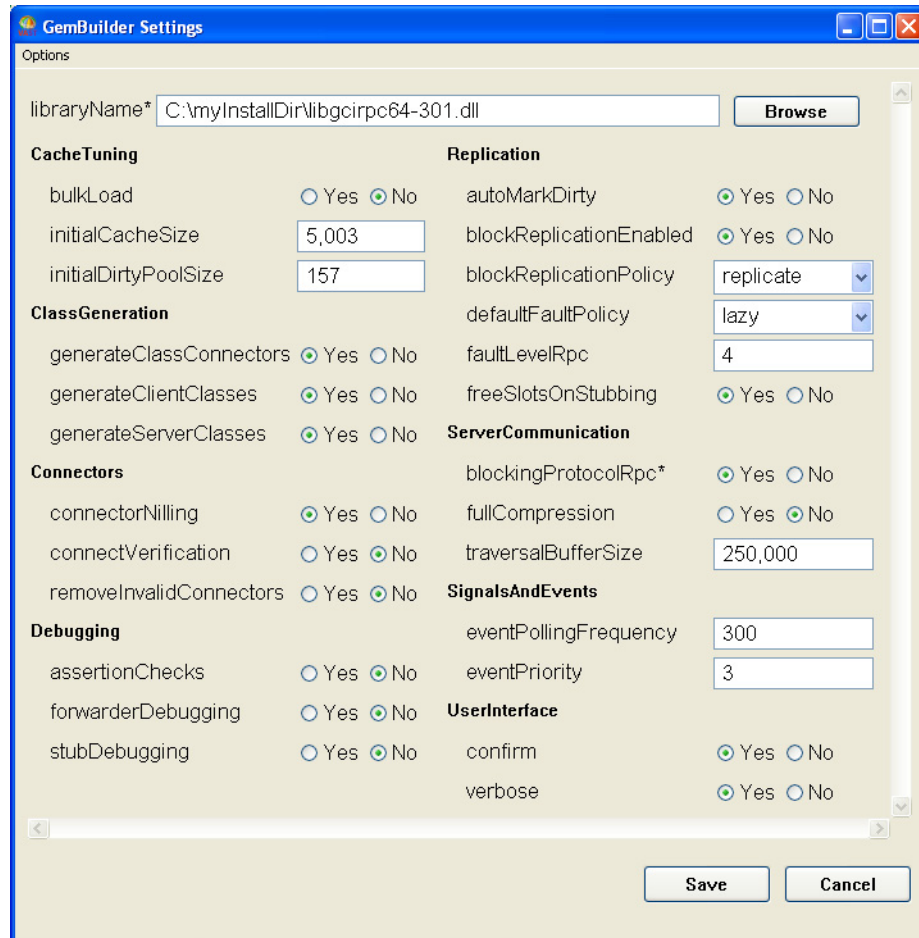 GemBuilder Settings
Options
libraryName* C:\myInstallDir\libgcirpc64-301.dll Browse
CacheTuning
bulkLoad Yes No
initialCacheSize 5,003
initialDirtyPoolSize 157
ClassGeneration
generateClassConnectors Yes No
generateClientClasses Yes No
generateServerClasses Yes No
Connectors
connectorNilling Yes No
connectVerification Yes No
removeInvalidConnectors Yes No
Debugging
assertionChecks Yes No
forwarderDebugging Yes No
stubDebugging Yes No
Replication
autoMarkDirty Yes No
blockReplicationEnabled Yes No
blockReplicationPolicy replicate
defaultFaultPolicy lazy
faultLevelRpc 4
freeSlotsOnStubbing Yes No
ServerCommunication
blockingProtocolRpc* Yes No
fullCompression Yes No
traversalBufferSize 250,000
SignalsAndEvents
eventPollingFrequency 300
eventPriority 3
UserInterface
confirm Yes No
verbose Yes No
Save Cancel